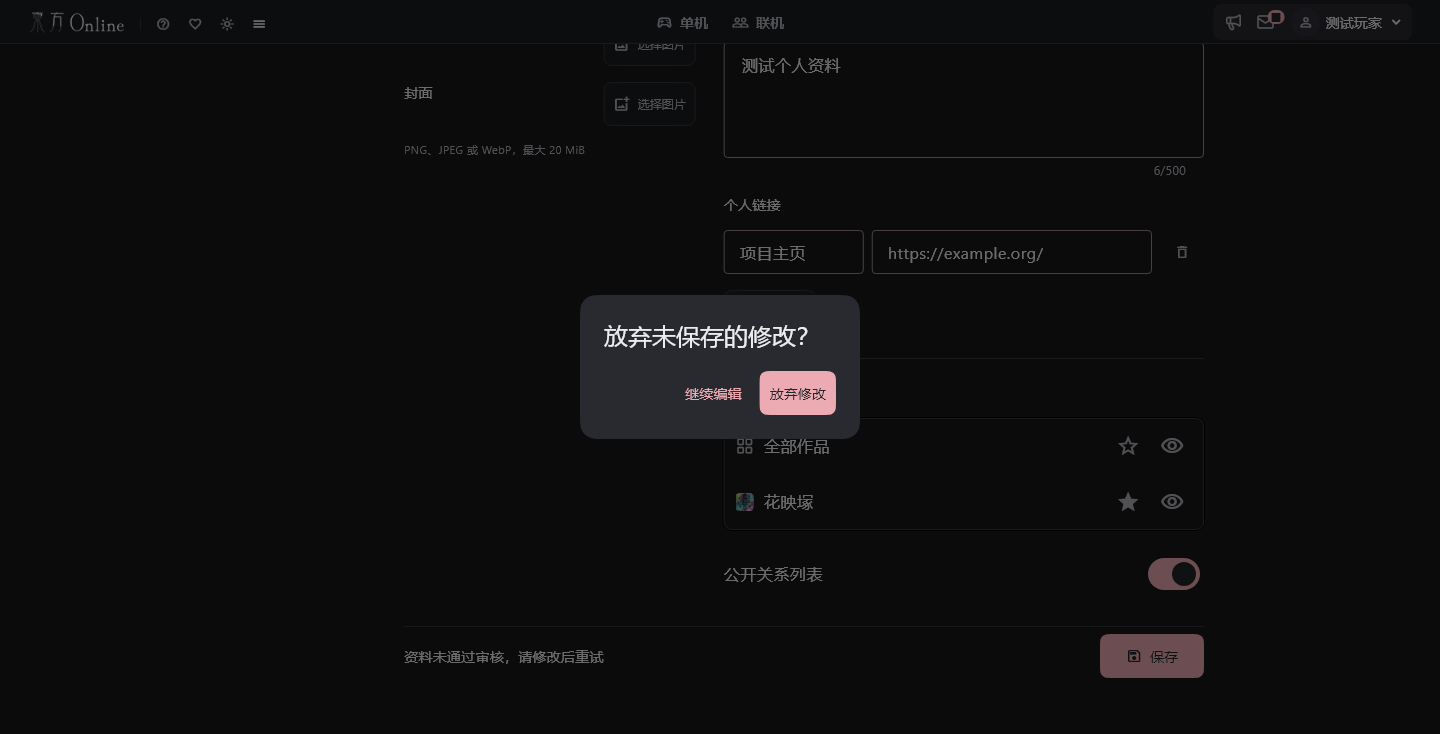 東方Online
单机
联机
测试玩家
选择图片
测试个人资料
封面
选择图片
PNG、JPEG 或 WebP，最大 20 MiB
6/500
个人链接
项目主页
https://example.org/
放弃未保存的修改？
继续编辑
放弃修改
全部作品
花映塚
公开关系列表
资料未通过审核，请修改后重试
保存